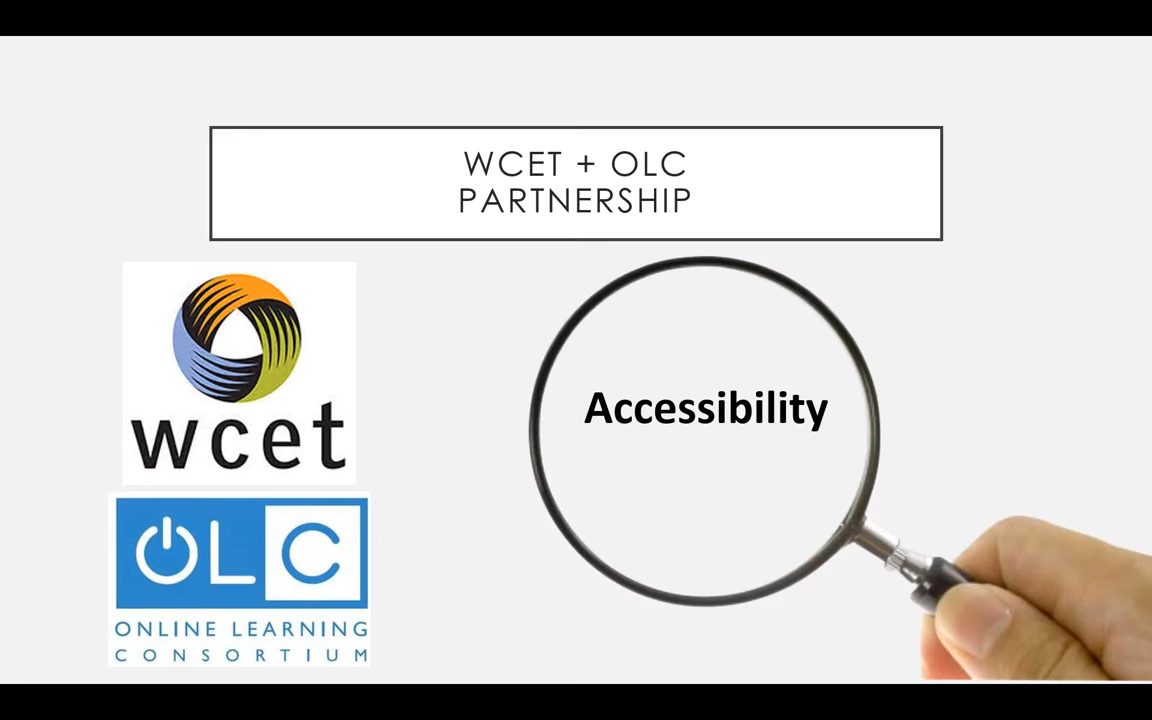 WCET + OLC
PARTNERSHIP
wcet
OLC
ONLINE LEARNING
CONSORTIUM
Accessibility